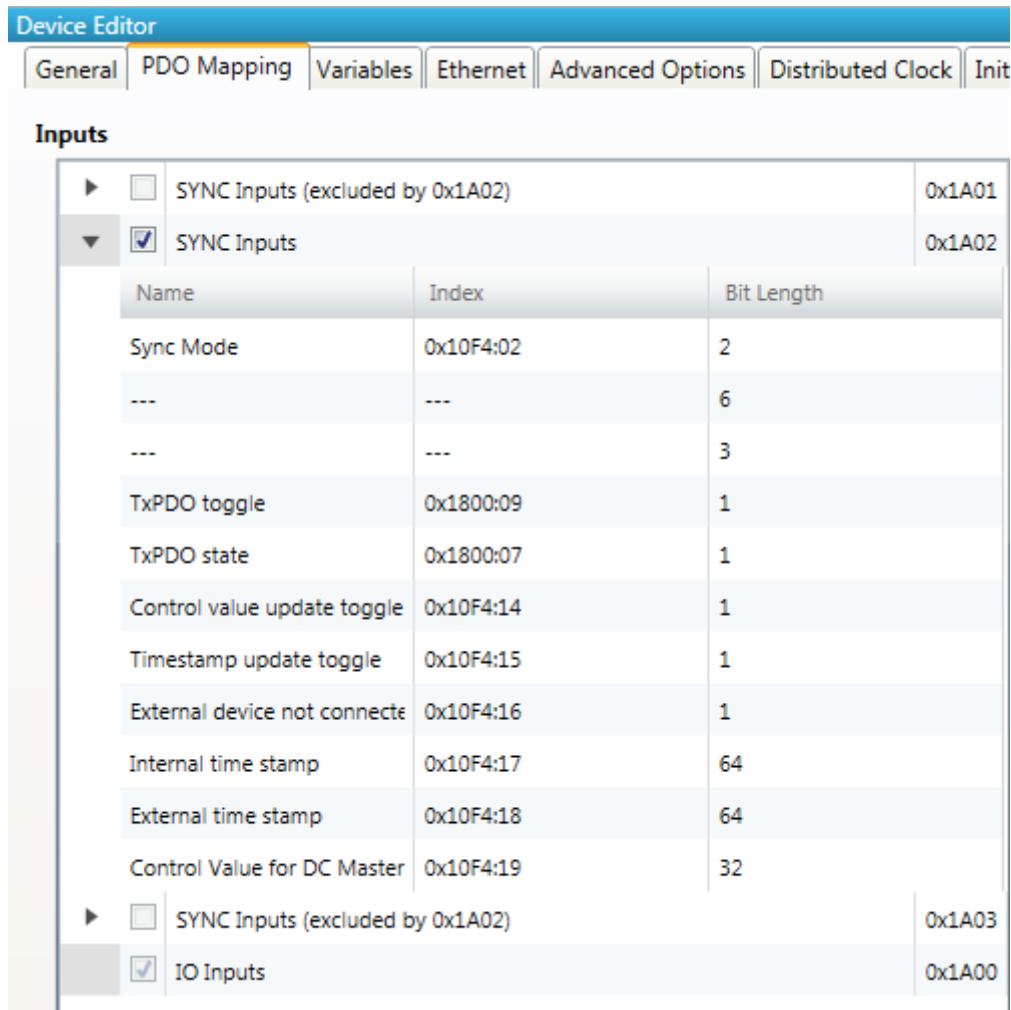 Device Editor
General PDO Mapping Variables Ethernet Advanced Options Distributed Clock Init
Inputs
SYNC Inputs (excluded by 0x1A02) 0x1A01
SYNC Inputs 0x1A02
Name Index Bit Length
Sync Mode 0x10F4:02 2
--- --- 6
--- --- 3
TxPDO toggle 0x1800:09 1
TxPDO state 0x1800:07 1
Control value update toggle 0x10F4:14 1
Timestamp update toggle 0x10F4:15 1
External device not connecte 0x10F4:16 1
Internal time stamp 0x10F4:17 64
External time stamp 0x10F4:18 64
Control Value for DC Master 0x10F4:19 32
SYNC Inputs (excluded by 0x1A02) 0x1A03
IO Inputs 0x1A00